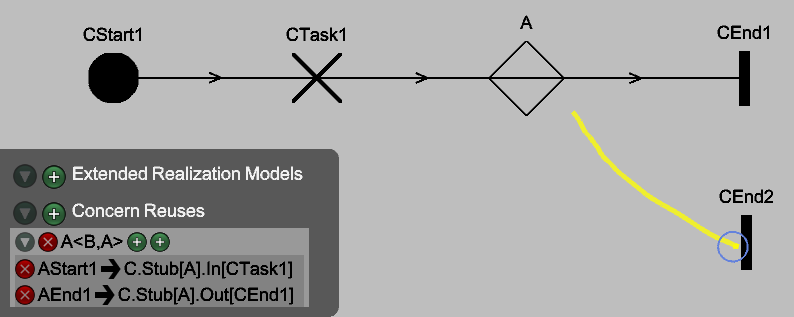 A
CStart1
CTask1
CEnd1
CEnd2
Extended Realization Models
Concern Reuses
A<B,A>
AStart1 → C.Stub[A].In[CTask1]
AEnd1 → C.Stub[A].Out[CEnd1]